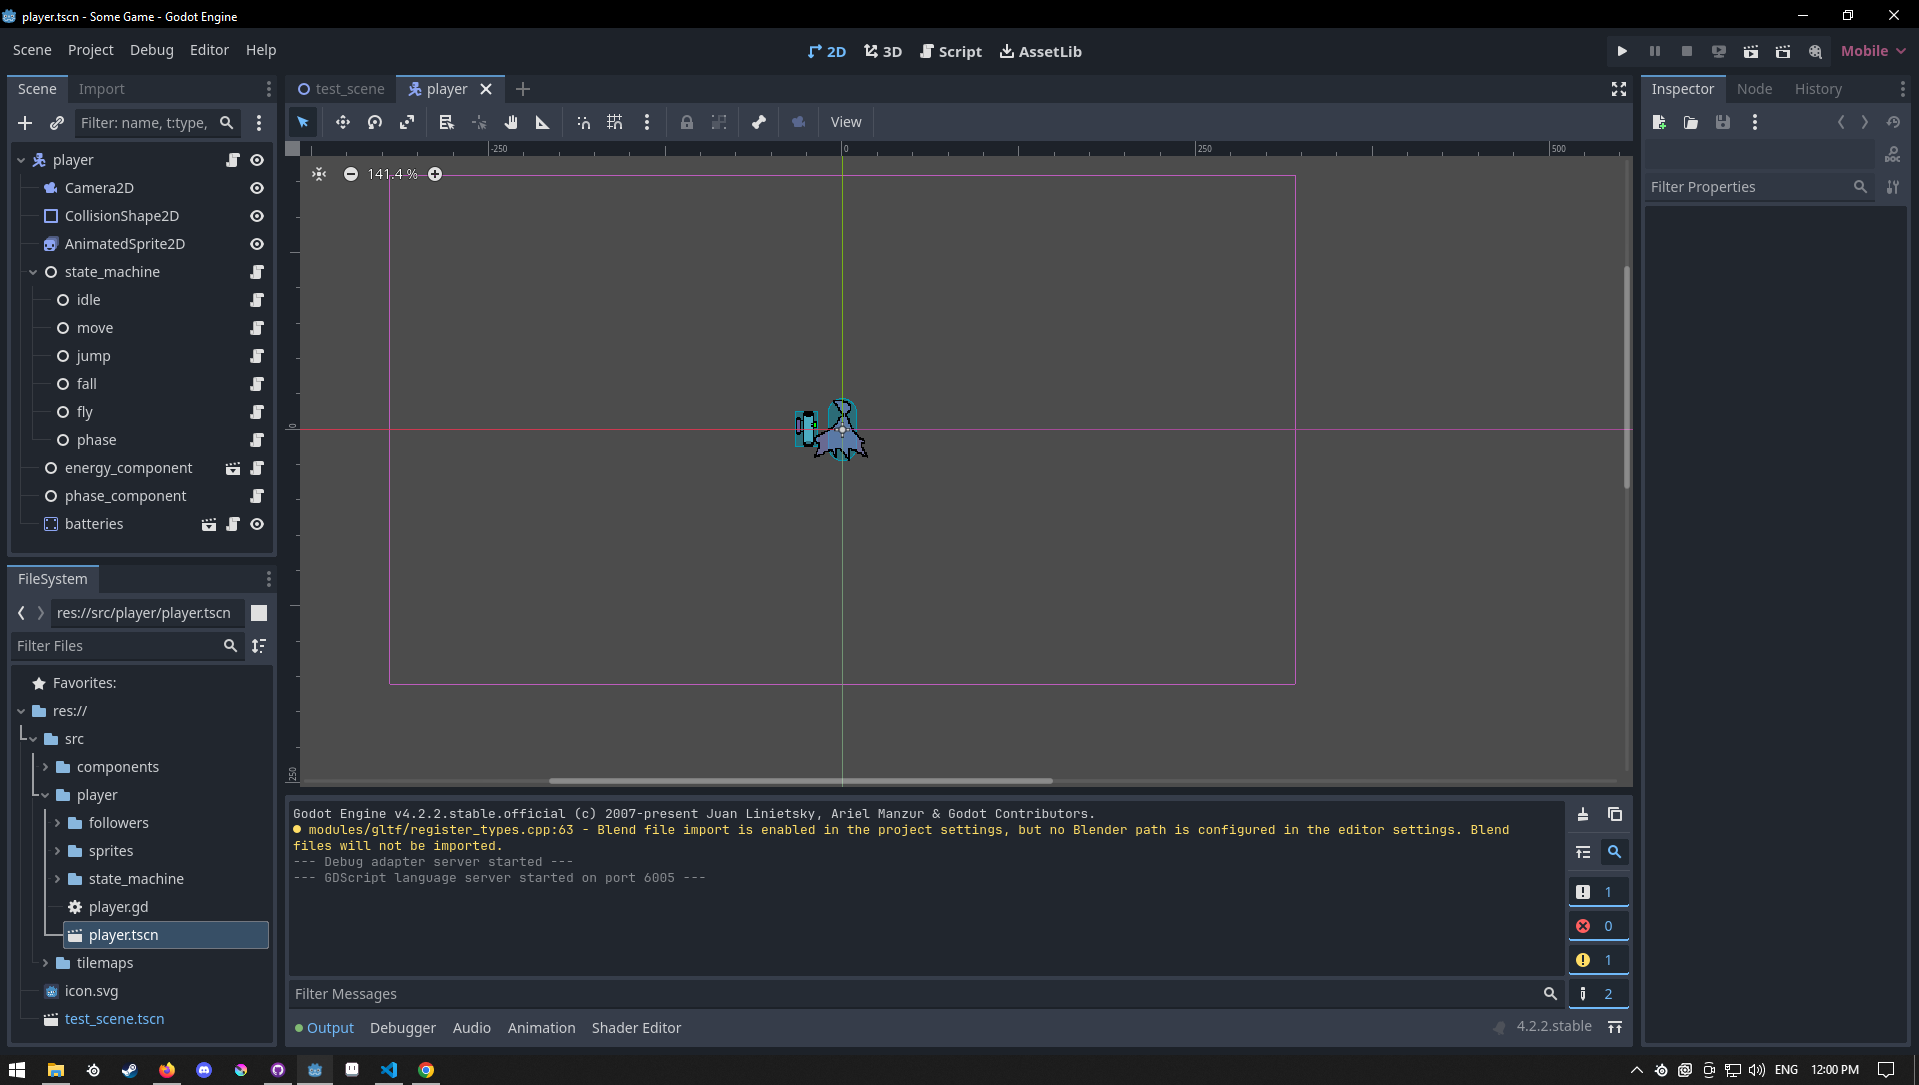 player.tscn - Some Game - Godot Engine
Scene Project Debug Editor Help
2D 3D Script AssetLib
Mobile
Scene Import
Filter: name, t:type,
player
Camera2D
CollisionShape2D
AnimatedSprite2D
state_machine
idle
move
jump
fall
fly
phase
energy_component
phase_component
batteries
FileSystem
res://src/player/player.tscn
Filter Files
Favorites:
res://
src
components
player
followers
sprites
state_machine
player.gd
player.tscn
tilemaps
icon.svg
test_scene.tscn
test_scene player
View
-250 0 250 500
141.4 %
0
250
Godot Engine v4.2.2.stable.official (c) 2007-present Juan Linietsky, Ariel Manzur & Godot Contributors.
modules/gltf/register_types.cpp:63 - Blend file import is enabled in the project settings, but no Blender path is configured in the editor settings. Blend
files will not be imported.
--- Debug adapter server started ---
--- GDScript language server started on port 6005 ---
1
0
1
2
Filter Messages
Output Debugger Audio Animation Shader Editor
4.2.2.stable
Inspector Node History
DOC
Filter Properties
ENG 12:00 PM